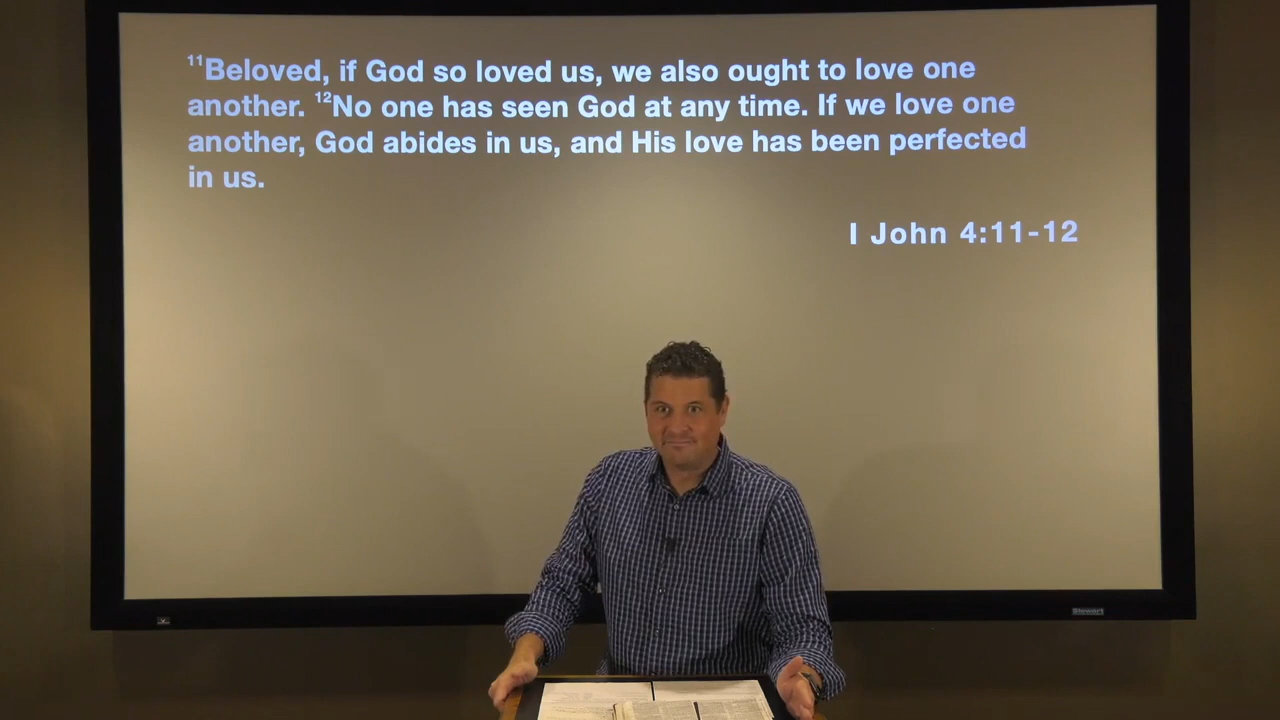 ¹¹Beloved, if God so loved us, we also ought to love one
another. ¹²No one has seen God at any time. If we love one
another, God abides in us, and His love has been perfected
in us.
I John 4:11-12
Stewart